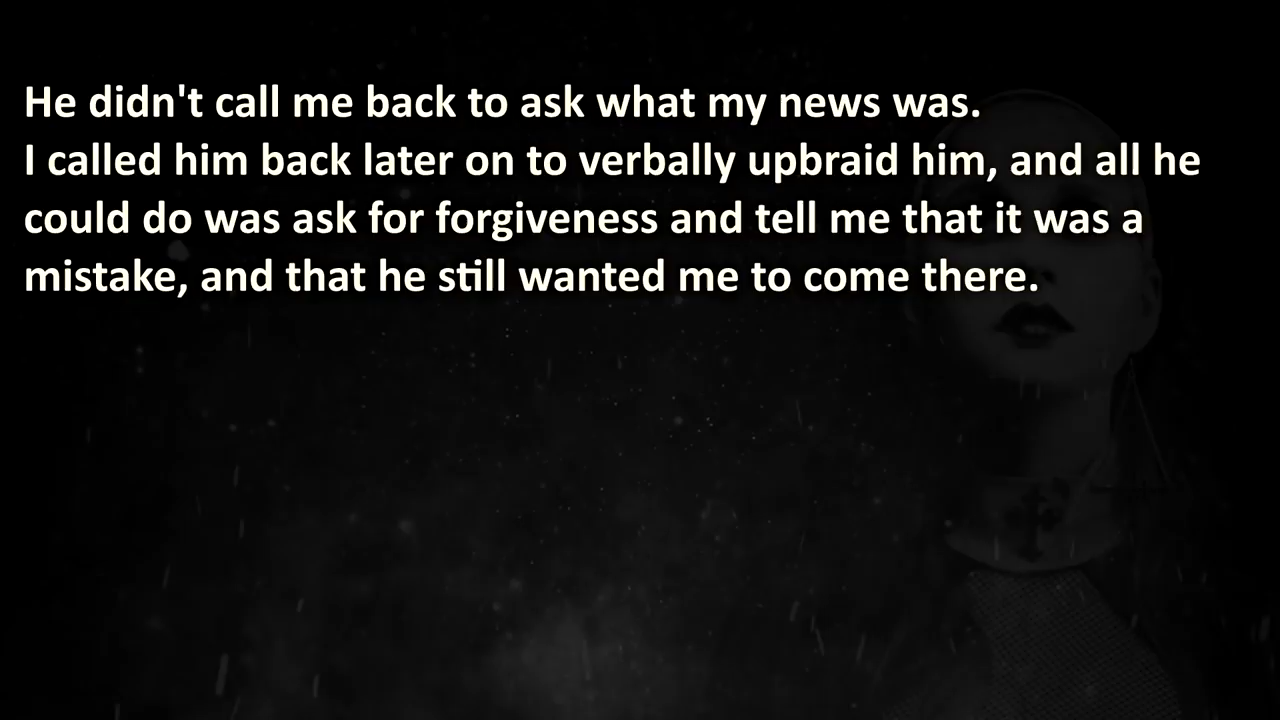 He didn't call me back to ask what my news was.
I called him back later on to verbally upbraid him, and all he
could do was ask for forgiveness and tell me that it was a
mistake, and that he still wanted me to come there.